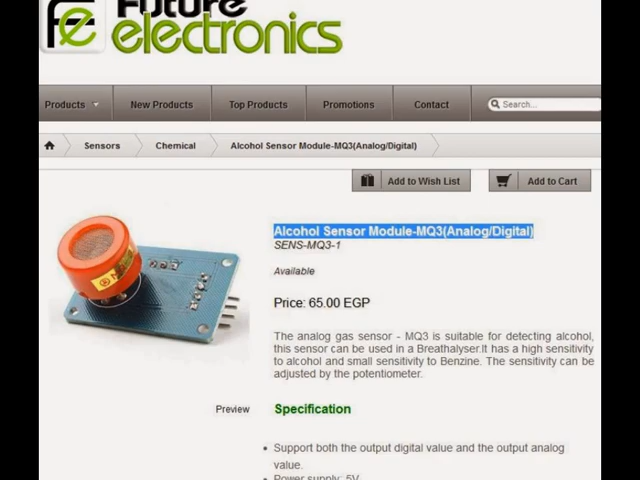 Future
electronics
Products
New Products
Top Products
Promotions
Contact
Search...
Sensors
Chemical
Alcohol Sensor Module-MQ3(Analog/Digital)
Add to Wish List
Add to Cart
Alcohol Sensor Module-MQ3(Analog/Digital)
SENS-MQ3-1
Available
Price: 65.00 EGP
The analog gas sensor - MQ3 is suitable for detecting alcohol,
this sensor can be used in a Breathalyser.It has a high sensitivity
to alcohol and small sensitivity to Benzine. The sensitivity can be
adjusted by the potentiometer.
Preview
Specification
Support both the output digital value and the output analog
value.
Power supply: 5V